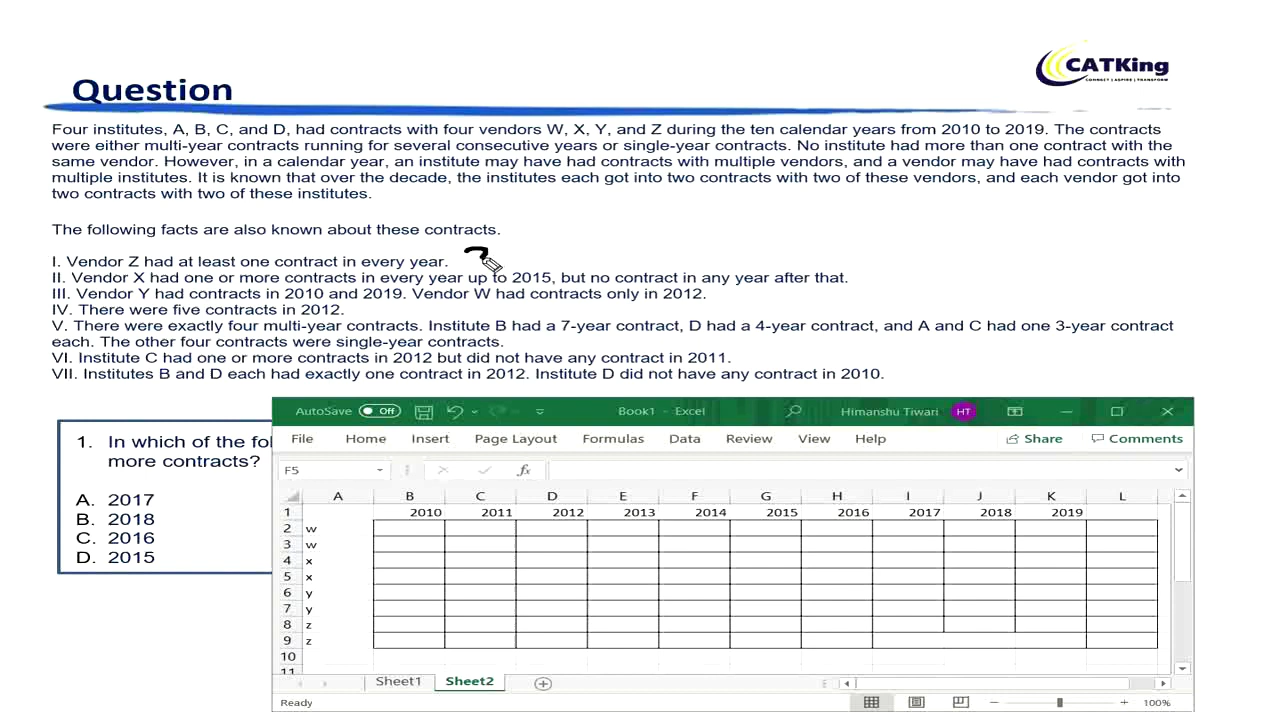 CATKing
CONNECT | ASPIRE | TRANSFORM
Question
Four institutes, A, B, C, and D, had contracts with four vendors W, X, Y, and Z during the ten calendar years from 2010 to 2019. The contracts
were either multi-year contracts running for several consecutive years or single-year contracts. No institute had more than one contract with the
same vendor. However, in a calendar year, an institute may have had contracts with multiple vendors, and a vendor may have had contracts with
multiple institutes. It is known that over the decade, the institutes each got into two contracts with two of these vendors, and each vendor got into
two contracts with two of these institutes.
The following facts are also known about these contracts.
I. Vendor Z had at least one contract in every year.
II. Vendor X had one or more contracts in every year up to 2015, but no contract in any year after that.
III. Vendor Y had contracts in 2010 and 2019. Vendor W had contracts only in 2012.
IV. There were five contracts in 2012.
V. There were exactly four multi-year contracts. Institute B had a 7-year contract, D had a 4-year contract, and A and C had one 3-year contract
each. The other four contracts were single-year contracts.
VI. Institute C had one or more contracts in 2012 but did not have any contract in 2011.
VII. Institutes B and D each had exactly one contract in 2012. Institute D did not have any contract in 2010.
1. In which of the fo
more contracts?
A. 2017
B. 2018
C. 2016
D. 2015
AutoSave Off Book1 - Excel Himanshu Tiwari HT
File Home Insert Page Layout Formulas Data Review View Help Share Comments
F5 fx
A B C D E F G H I J K L
1 2010 2011 2012 2013 2014 2015 2016 2017 2018 2019
2 w
3 w
4 x
5 x
6 y
7 y
8 z
9 z
10
11
Sheet1 Sheet2
Ready 100%